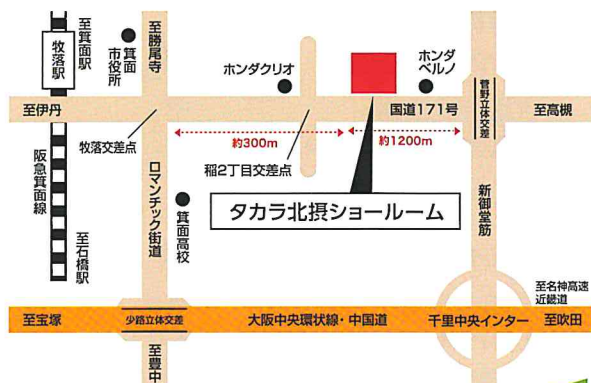 至箕面駅
牧落駅
阪急箕面線
至石橋駅
箕面
市役所
至勝尾寺
ホンダクリオ
ホンダ
ベルノ
菅野立体交差
至伊丹
国道171号
至高槻
牧落交差点
約300m
稲2丁目交差点
約1200m
ロマンチック街道
箕面高校
タカラ北摂ショールーム
新御堂筋
至名神高速
近畿道
至宝塚
少路立体交差
大阪中央環状線・中国道
千里中央インター
至吹田
至豊中